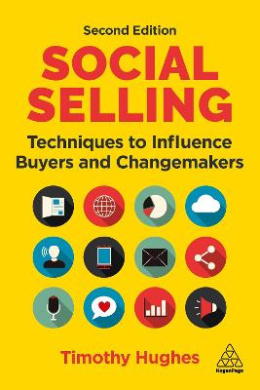 Second Edition
SOCIAL
SELLING
Techniques to Influence
Buyers and Changemakers
Timothy Hughes
KoganPage